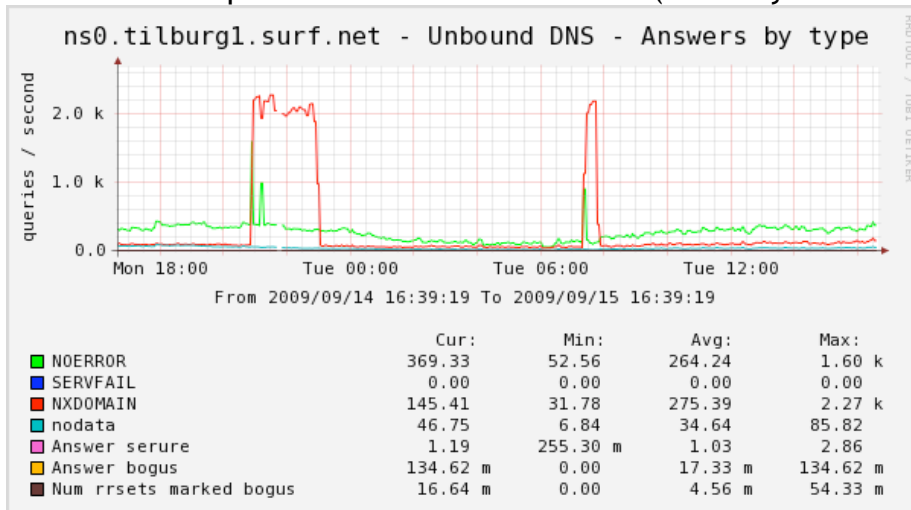 ns0.tilburg1.surf.net - Unbound DNS - Answers by type
queries / second
2.0 k
1.0 k
0.0
Mon 18:00 Tue 00:00 Tue 06:00 Tue 12:00
From 2009/09/14 16:39:19 To 2009/09/15 16:39:19
Cur: Min: Avg: Max:
NOERROR 369.33 52.56 264.24 1.60 k
SERVFAIL 0.00 0.00 0.00 0.00
NXDOMAIN 145.41 31.78 275.39 2.27 k
nodata 46.75 6.84 34.64 85.82
Answer serure 1.19 255.30 m 1.03 2.86
Answer bogus 134.62 m 0.00 17.33 m 134.62 m
Num rrsets marked bogus 16.64 m 0.00 4.56 m 54.33 m
RRDTOOL / TOBI OETIKER